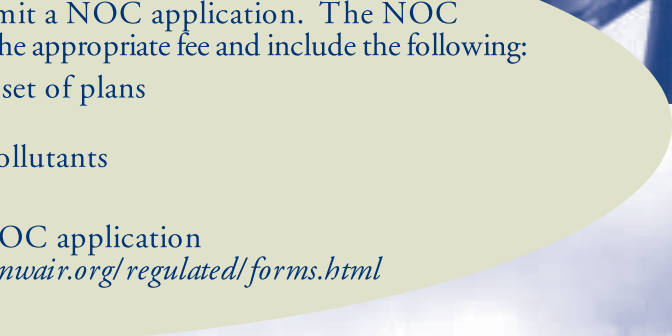 mit a NOC application. The NOC
he appropriate fee and include the following:
set of plans
ollutants
OC application
nwair.org/regulated/forms.html